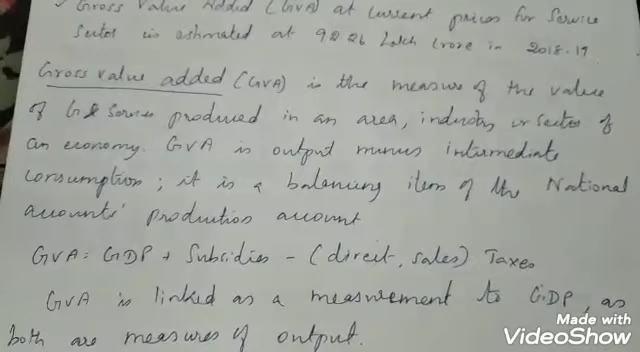 Gross Value Added (GVA) at current prices for Service
Sector is estimated at 92.26 Lakh Crore in 2018-19
Gross value added (GVA) is the measure of the value
of G & Services produced in an area, industry or sector of
an economy. GVA is output minus intermediate
consumption; it is a balancing item of the National
accounts' production account
GVA = GDP + Subsidies - (direct, sales) Taxes
GVA is linked as a measurement to GDP, as
both are measures of output.
Made with
VideoShow